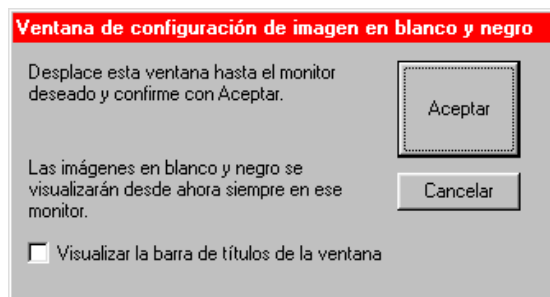 Ventana de configuración de imagen en blanco y negro
Desplace esta ventana hasta el monitor
deseado y confirme con Aceptar.
Aceptar
Las imágenes en blanco y negro se
visualizarán desde ahora siempre en ese
monitor.
Cancelar
Visualizar la barra de títulos de la ventana